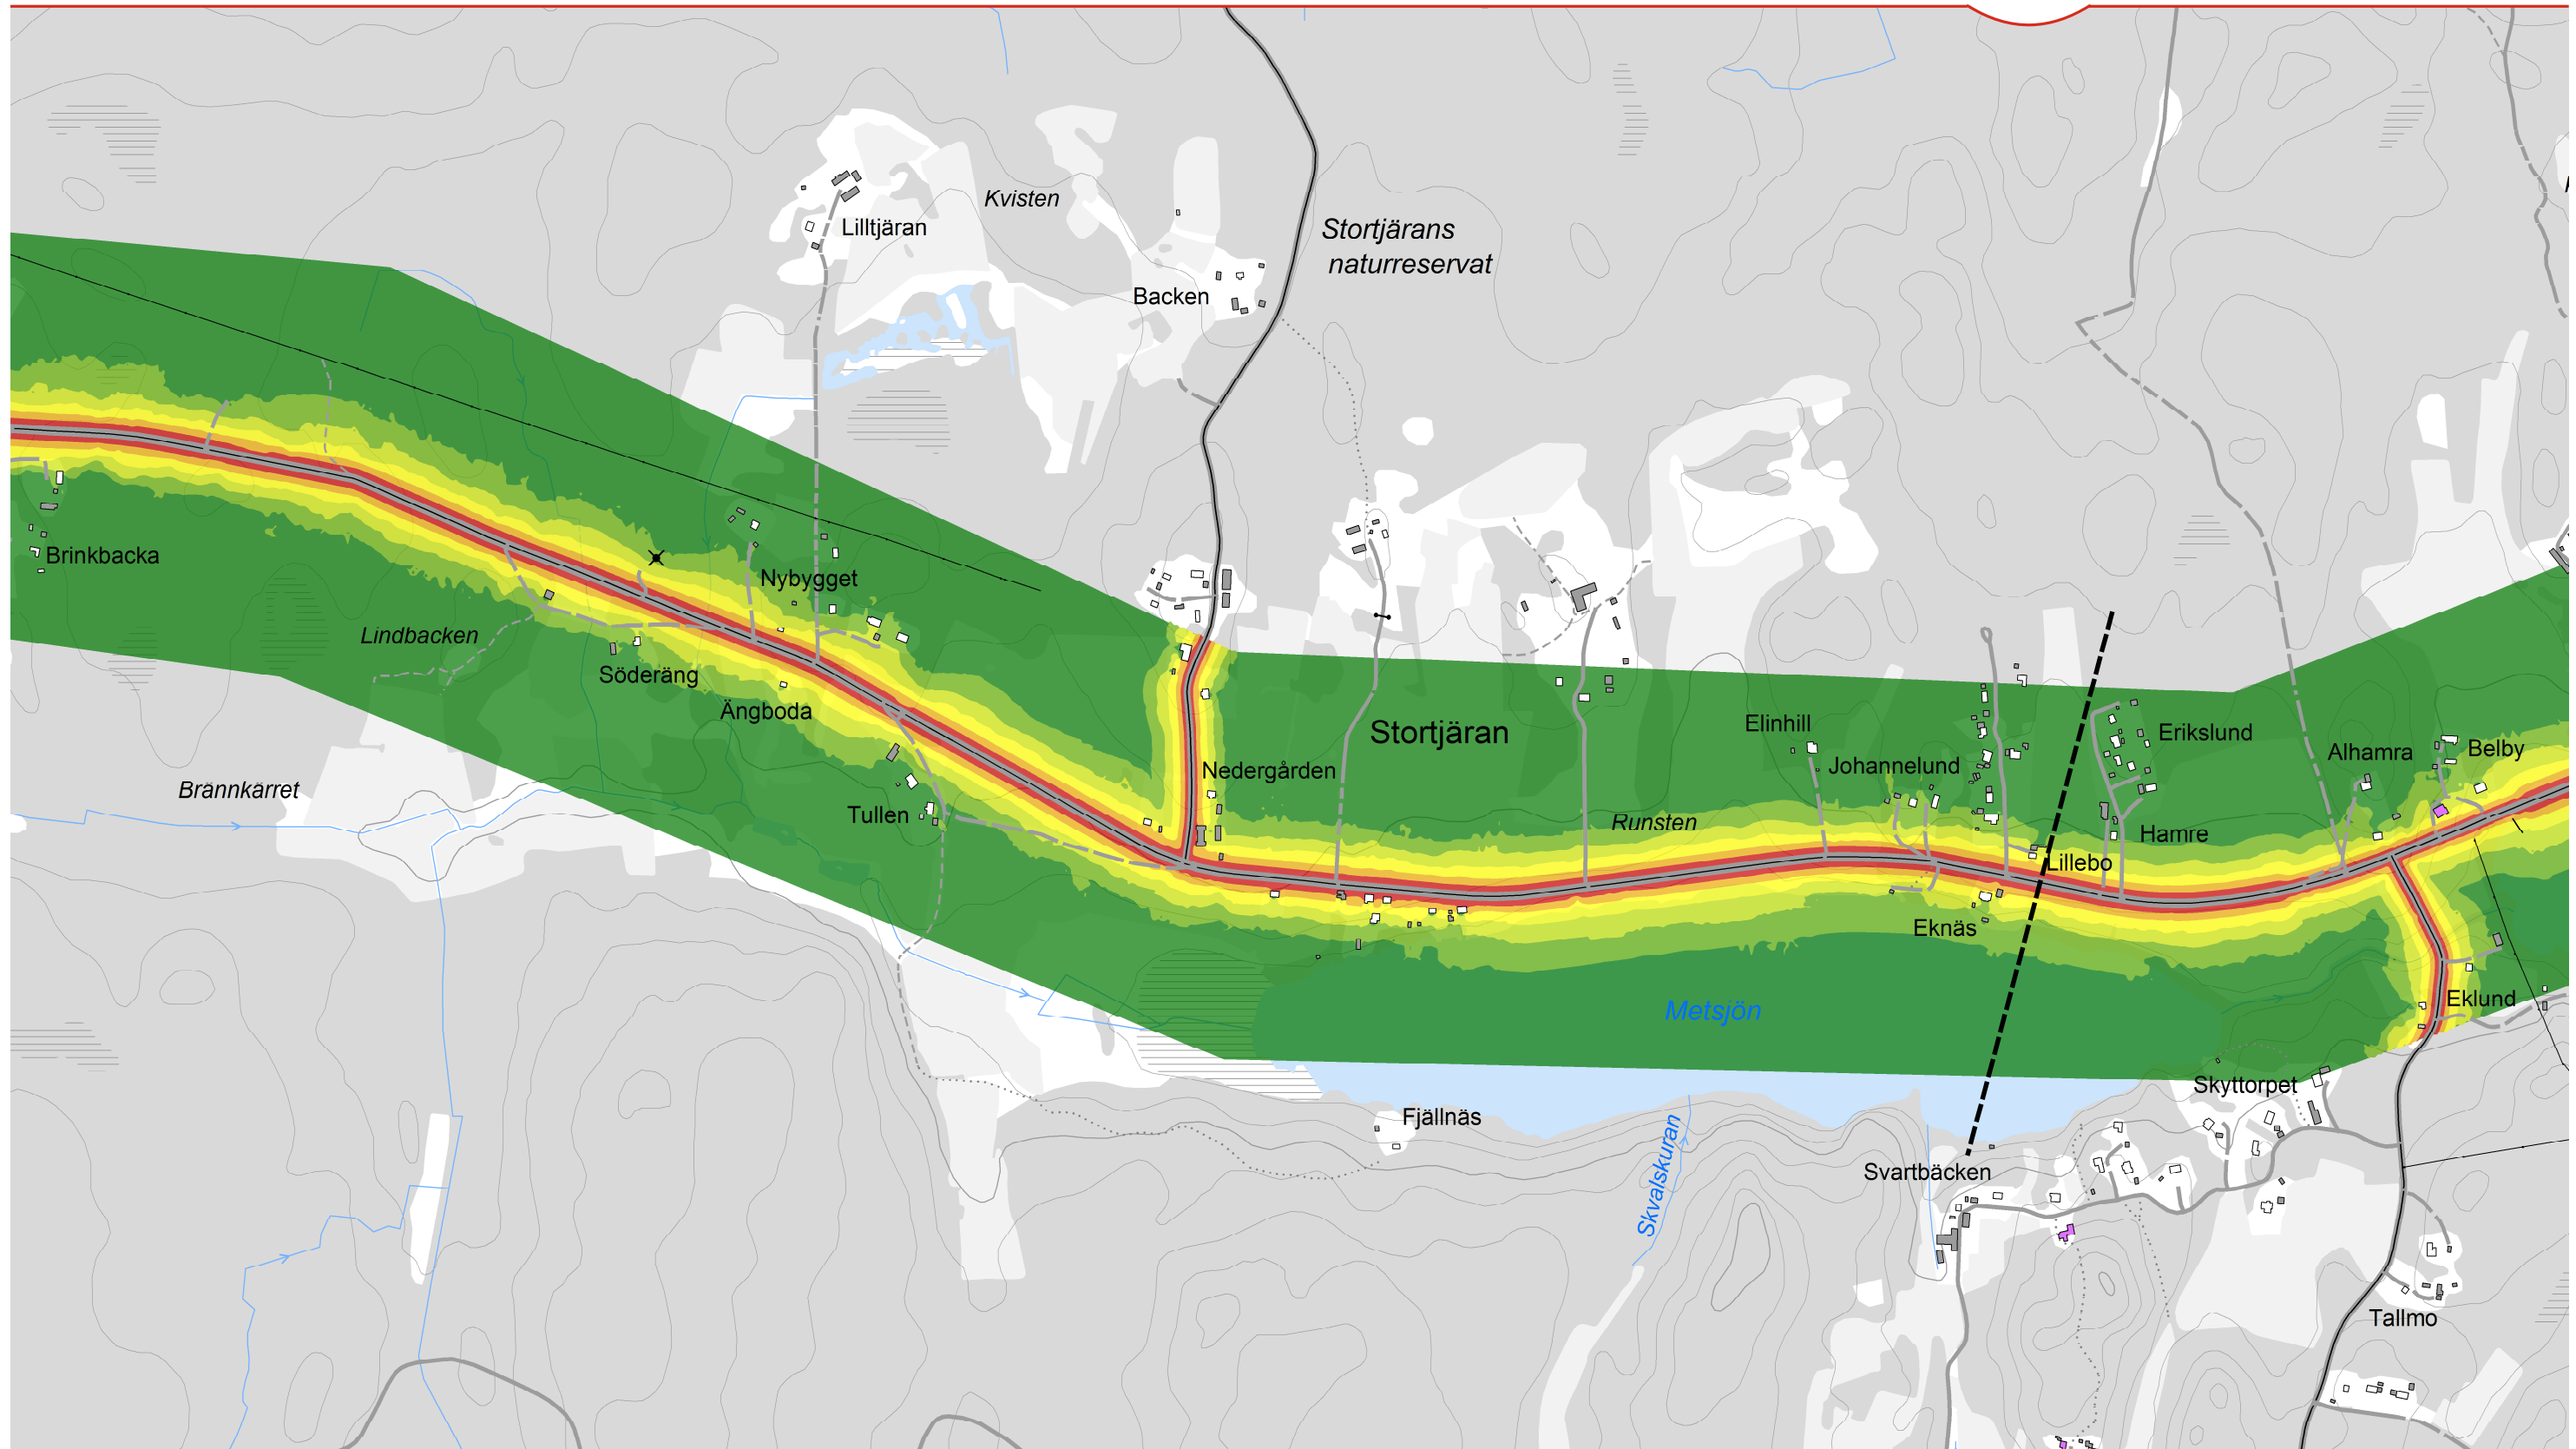 Kvisten
Lilltjäran
Stortjärans
naturreservat
Backen
Brinkbacka
Nybygget
Lindbacken
Söderäng
Ängboda
Elinhill
Stortjäran
Erikslund
Alhamra
Belby
Nedergården
Johannelund
Brännkärret
Tullen
Runsten
Hamre
Lillebo
Eknäs
Eklund
Metsjön
Skyttorpet
Fjällnäs
Skvalskuran
Svartbäcken
Tallmo